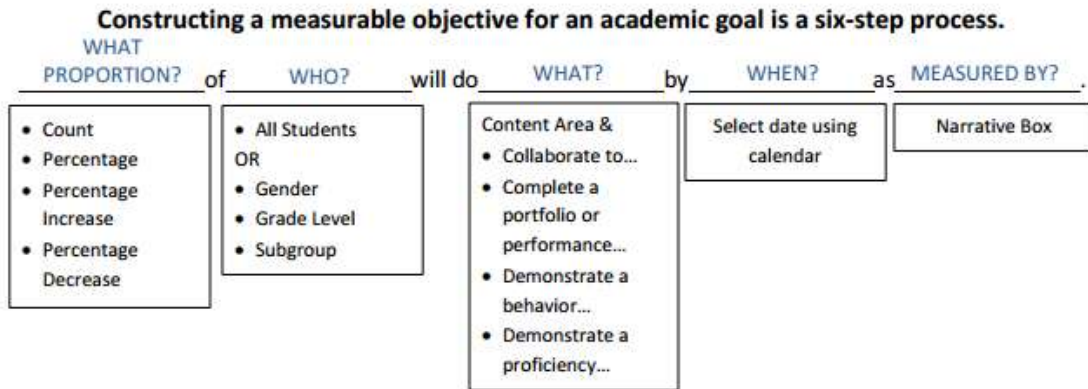 Constructing a measurable objective for an academic goal is a six-step process.
WHAT
PROPORTION? of WHO? will do WHAT? by WHEN? as MEASURED BY? .
• Count
• Percentage
• Percentage
Increase
• Percentage
Decrease
• All Students
OR
• Gender
• Grade Level
• Subgroup
Content Area &
• Collaborate to...
• Complete a
portfolio or
performance...
• Demonstrate a
behavior...
• Demonstrate a
proficiency...
Select date using
calendar
Narrative Box